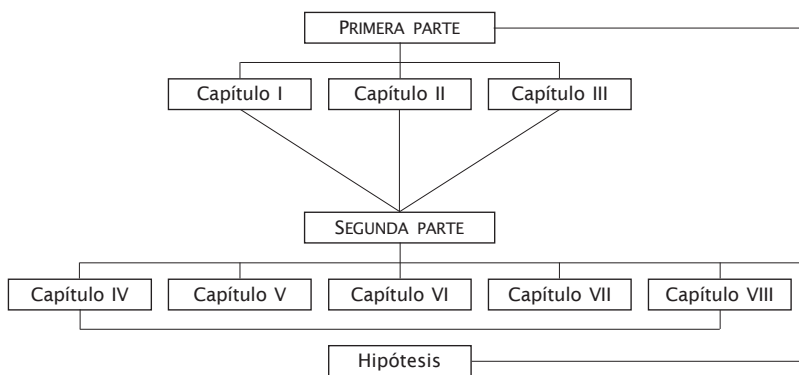 PRIMERA PARTE
Capítulo I
Capítulo II
Capítulo III
SEGUNDA PARTE
Capítulo IV
Capítulo V
Capítulo VI
Capítulo VII
Capítulo VIII
Hipótesis